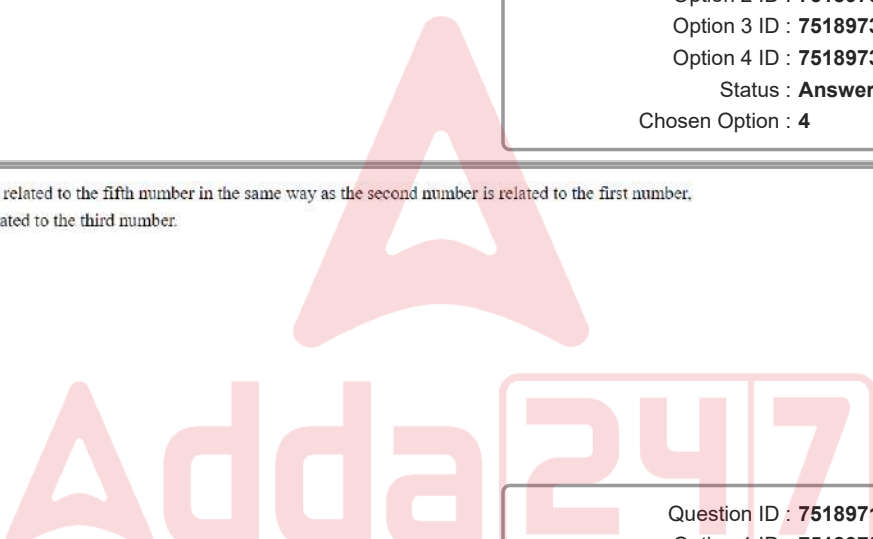 Option 3 ID : 7518973
Option 4 ID : 7518973
Status : Answer
Chosen Option : 4
related to the fifth number in the same way as the second number is related to the first number,
ated to the third number.
Adda247
Question ID : 7518971